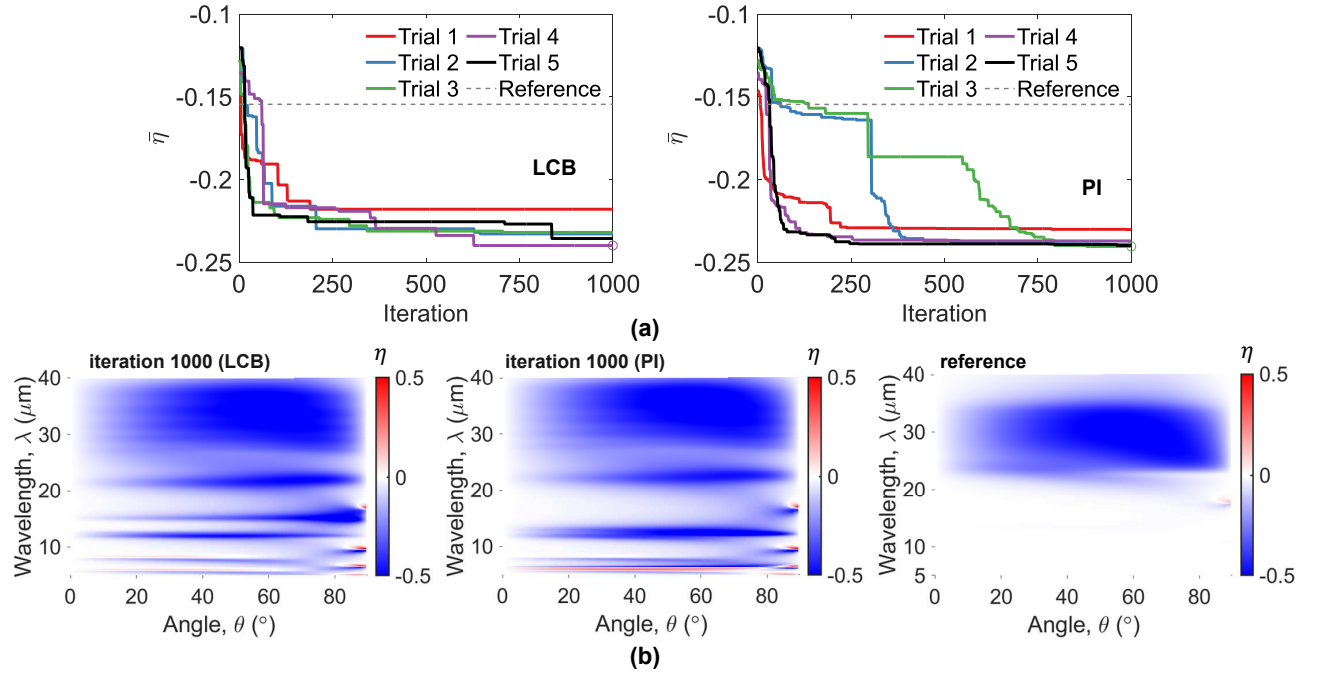 -0.1
-0.15
-0.2
-0.25
η̄
0 250 500 750 1000
Iteration
Trial 1 Trial 4
Trial 2 Trial 5
Trial 3 Reference
LCB
-0.1
-0.15
-0.2
-0.25
η̄
0 250 500 750 1000
Iteration
Trial 1 Trial 4
Trial 2 Trial 5
Trial 3 Reference
PI
(a)
iteration 1000 (LCB)
η
40
30
20
10
Wavelength, λ (μm)
0 20 40 60 80
Angle, θ (°)
0.5
0
-0.5
iteration 1000 (PI)
η
40
30
20
10
Wavelength, λ (μm)
0 20 40 60 80
Angle, θ (°)
0.5
0
-0.5
reference
η
40
30
20
10
5
Wavelength, λ (μm)
0 20 40 60 80
Angle, θ (°)
0.5
0
-0.5
(b)